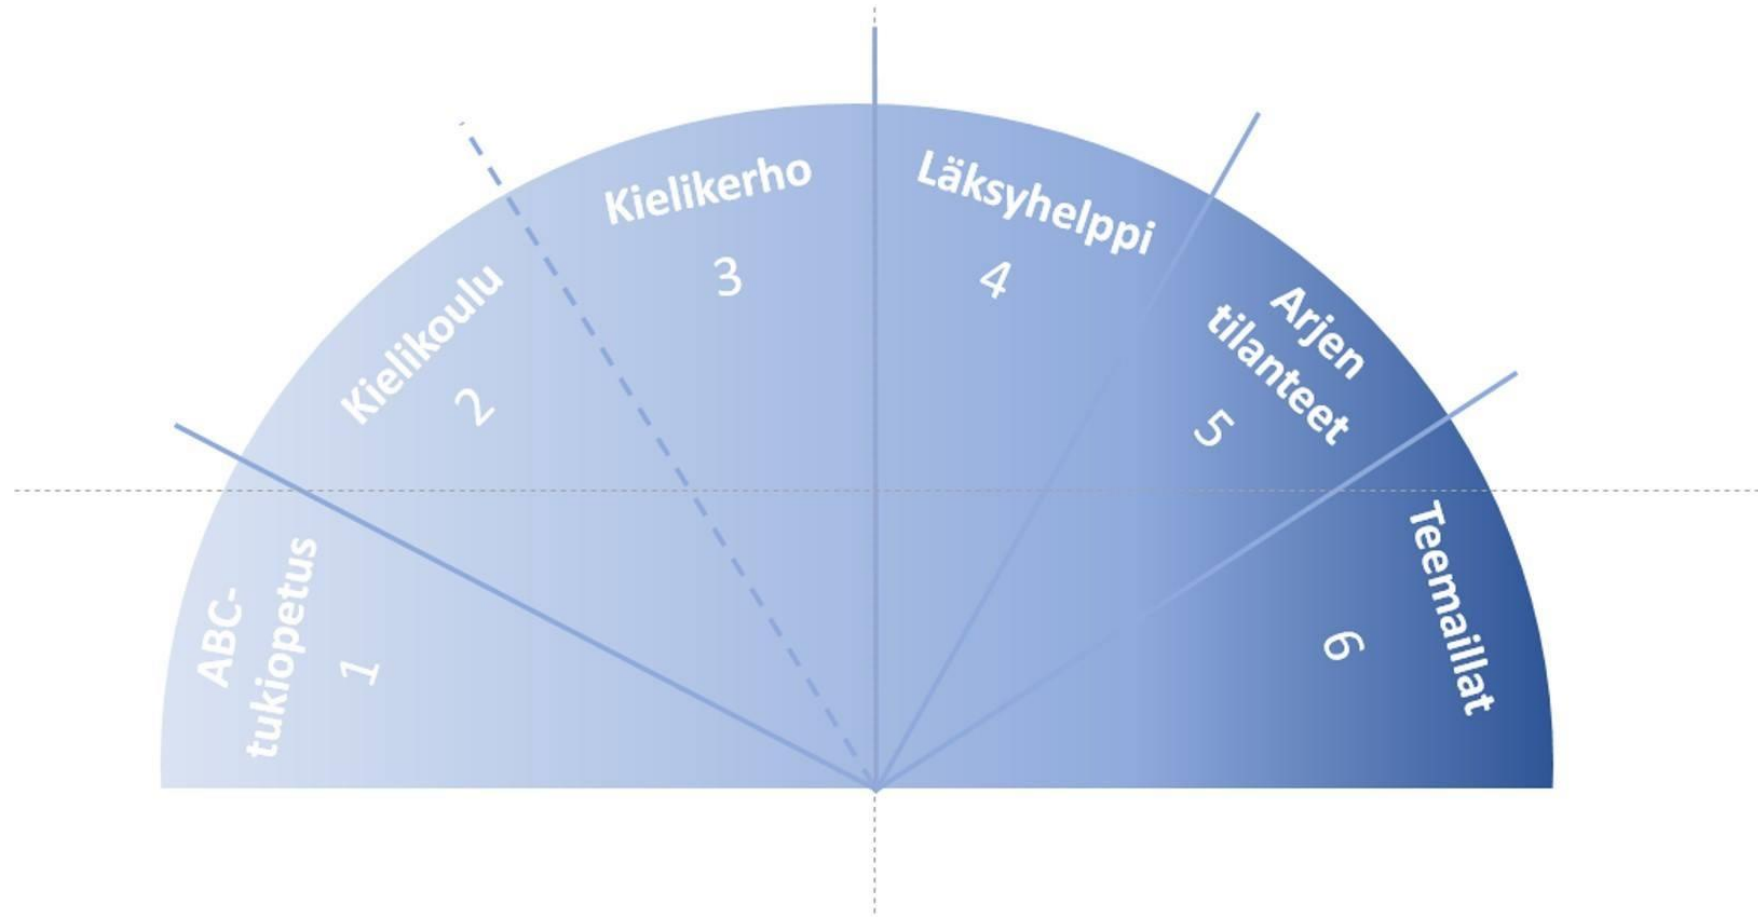 ABC-
tukiopetus
1
Kielikoulu
2
Kielikerho
3
Läksyhelppi
4
Arjen
tilanteet
5
Teemaillat
6